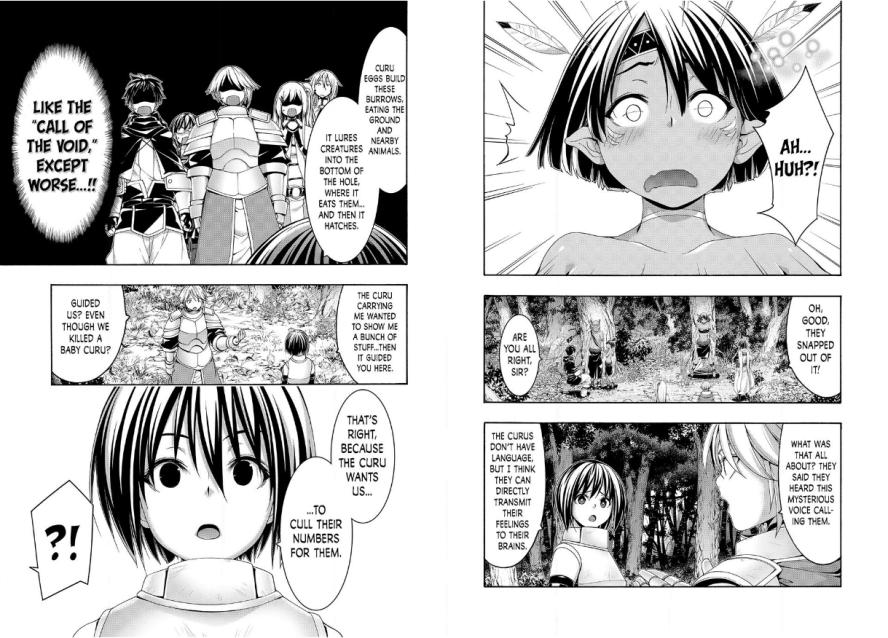 AH...
HUH?!
OH,
GOOD,
THEY
SNAPPED
OUT OF
IT!
ARE
YOU ALL
RIGHT,
SIR?
WHAT WAS
THAT ALL
ABOUT? THEY
SAID THEY
HEARD THIS
MYSTERIOUS
VOICE CALL-
ING THEM.
THE CURUS
DON'T HAVE
LANGUAGE,
BUT I THINK
THEY CAN
DIRECTLY
TRANSMIT
THEIR
FEELINGS
TO THEIR
BRAINS.
CURU
EGGS BUILD
THESE
BURROWS,
EATING THE
GROUND
AND
NEARBY
ANIMALS.
IT LURES
CREATURES
INTO THE
BOTTOM OF
THE HOLE,
WHERE IT
EATS THEM...
AND THEN IT
HATCHES.
LIKE THE
"CALL OF
THE VOID,"
EXCEPT
WORSE...!!
THE CURU
CARRYING
ME WANTED
TO SHOW ME
A BUNCH OF
STUFF...THEN
IT GUIDED
YOU HERE.
GUIDED
US? EVEN
THOUGH WE
KILLED A
BABY CURU?
THAT'S
RIGHT,
BECAUSE
THE CURU
WANTS
US...
...TO
CULL THEIR
NUMBERS
FOR THEM.
?!